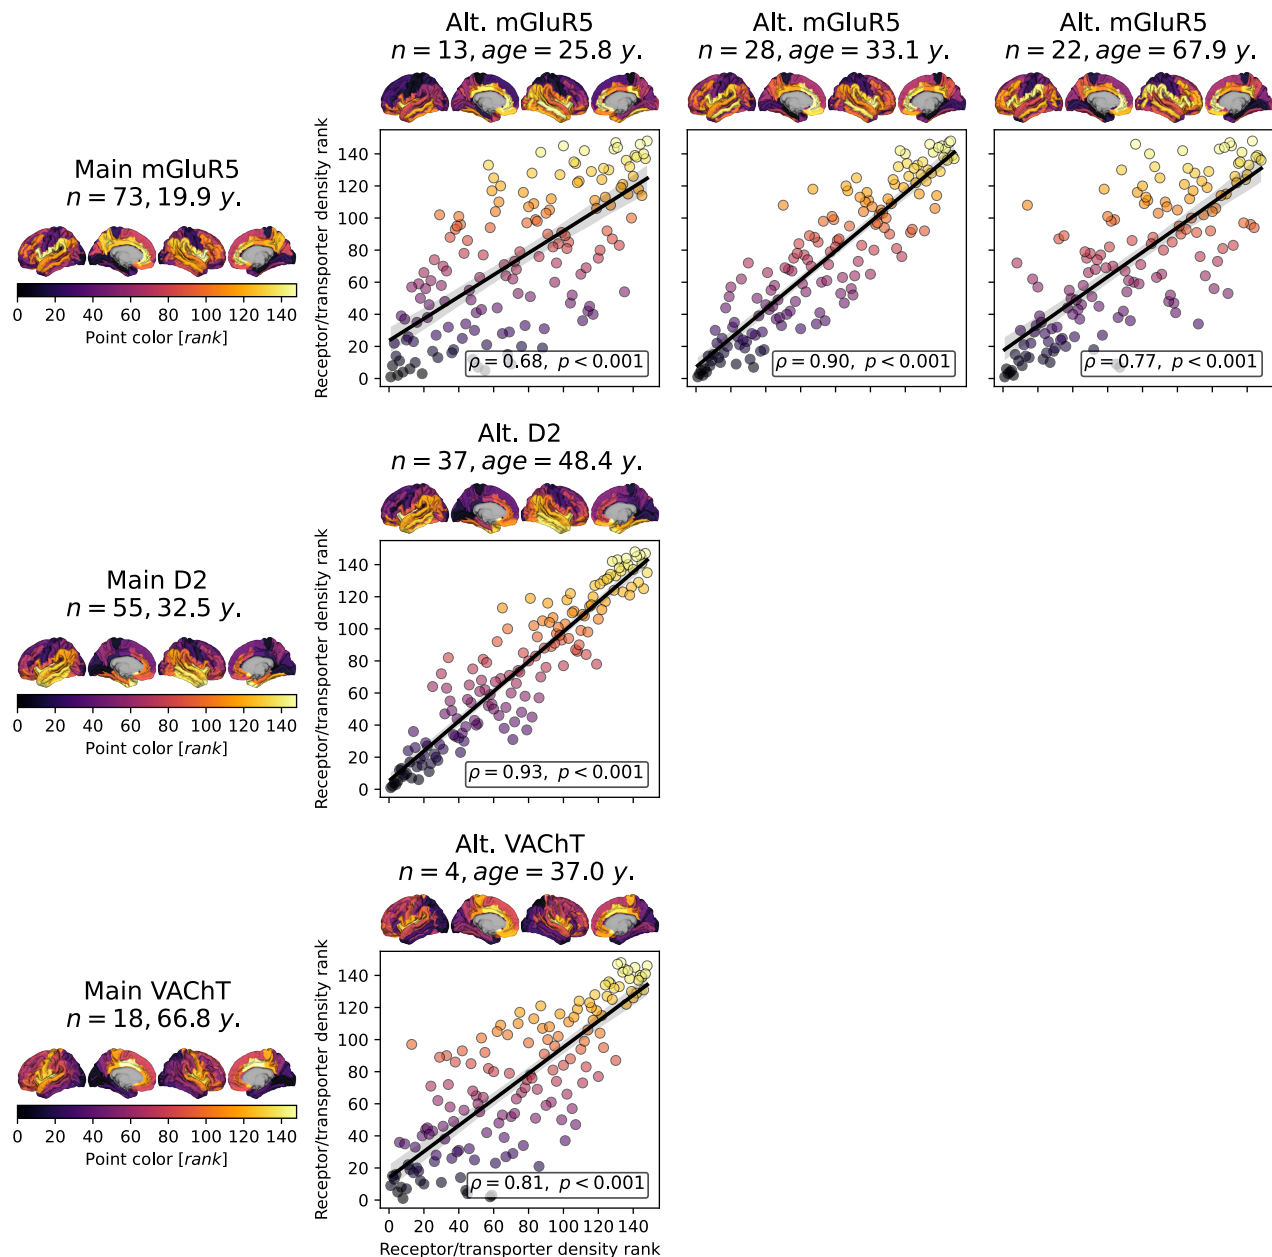 Alt. mGluR5
n = 13, age = 25.8 y.
Alt. mGluR5
n = 28, age = 33.1 y.
Alt. mGluR5
n = 22, age = 67.9 y.
Main mGluR5
n = 73, 19.9 y.
0 20 40 60 80 100 120 140
Point color [rank]
Receptor/transporter density rank
140
120
100
80
60
40
20
0
ρ = 0.68, p < 0.001
ρ = 0.90, p < 0.001
ρ = 0.77, p < 0.001
Alt. D2
n = 37, age = 48.4 y.
Main D2
n = 55, 32.5 y.
0 20 40 60 80 100 120 140
Point color [rank]
Receptor/transporter density rank
140
120
100
80
60
40
20
0
ρ = 0.93, p < 0.001
Alt. VAChT
n = 4, age = 37.0 y.
Main VAChT
n = 18, 66.8 y.
0 20 40 60 80 100 120 140
Point color [rank]
Receptor/transporter density rank
140
120
100
80
60
40
20
0
ρ = 0.81, p < 0.001
0 20 40 60 80 100 120 140
Receptor/transporter density rank